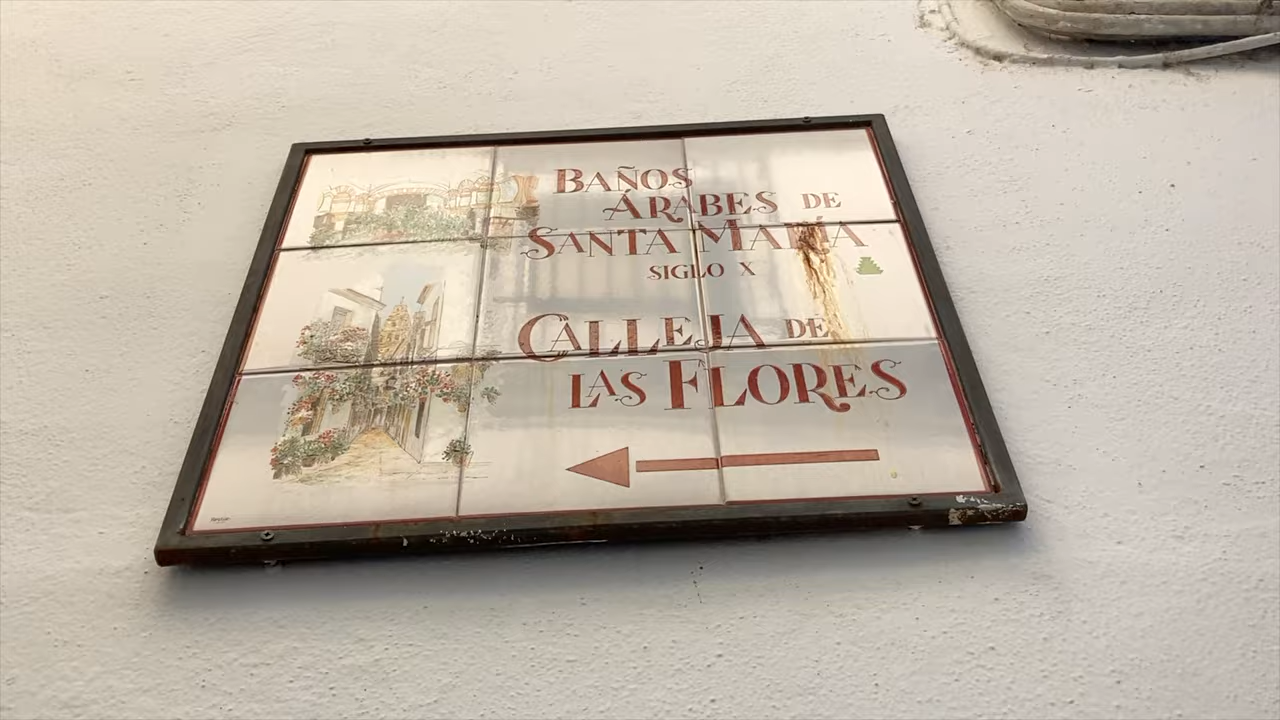 BAÑOS
ÁRABES DE
SANTA MARÍA
SIGLO X
CALLEJA DE
LAS FLORES